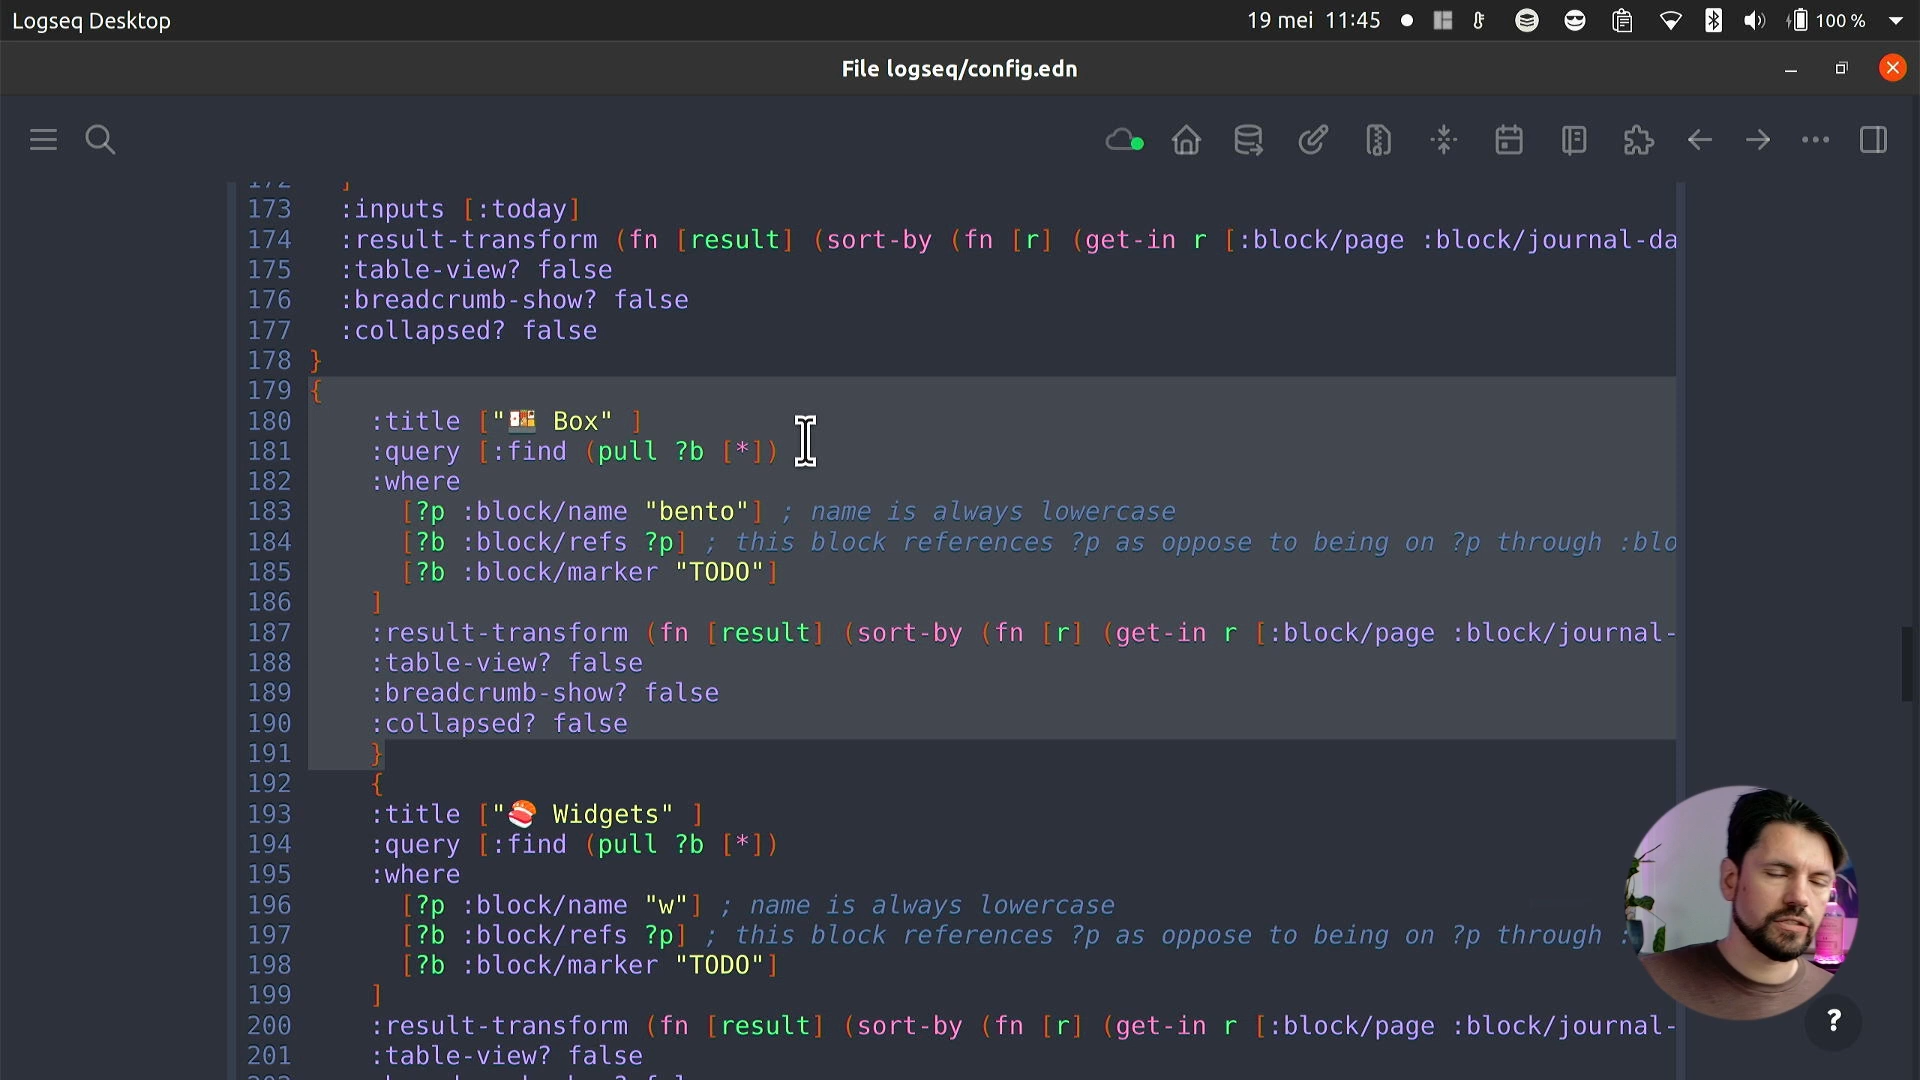 Logseq Desktop
19 mei 11:45
100 %
File logseq/config.edn
172 ]
173 :inputs [:today]
174 :result-transform (fn [result] (sort-by (fn [r] (get-in r [:block/page :block/journal-da
175 :table-view? false
176 :breadcrumb-show? false
177 :collapsed? false
178 }
179 {
180 :title ["🍱 Box" ]
181 :query [:find (pull ?b [*])
182 :where
183 [?p :block/name "bento"] ; name is always lowercase
184 [?b :block/refs ?p] ; this block references ?p as oppose to being on ?p through :blo
185 [?b :block/marker "TODO"]
186 ]
187 :result-transform (fn [result] (sort-by (fn [r] (get-in r [:block/page :block/journal-
188 :table-view? false
189 :breadcrumb-show? false
190 :collapsed? false
191 }
192 {
193 :title ["🍣 Widgets" ]
194 :query [:find (pull ?b [*])
195 :where
196 [?p :block/name "w"] ; name is always lowercase
197 [?b :block/refs ?p] ; this block references ?p as oppose to being on ?p through :
198 [?b :block/marker "TODO"]
199 ]
200 :result-transform (fn [result] (sort-by (fn [r] (get-in r [:block/page :block/journal-
201 :table-view? false
?